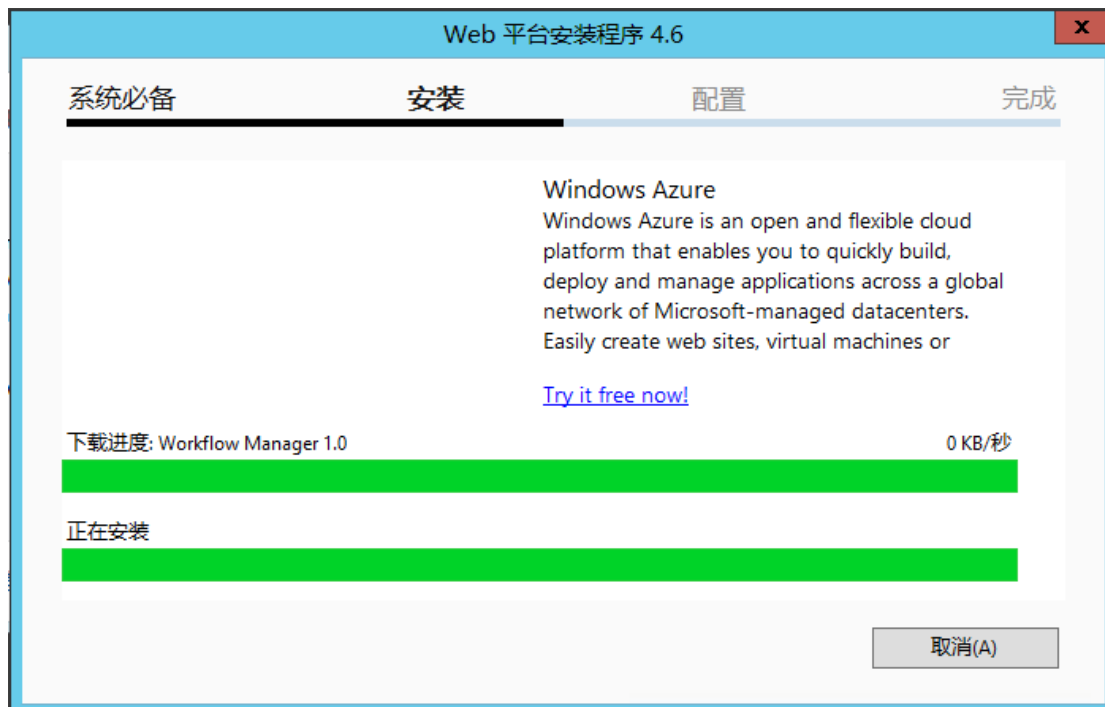 Web 平台安装程序 4.6
x
系统必备 安装 配置 完成
Windows Azure
Windows Azure is an open and flexible cloud
platform that enables you to quickly build,
deploy and manage applications across a global
network of Microsoft-managed datacenters.
Easily create web sites, virtual machines or
Try it free now!
下载进度: Workflow Manager 1.0 0 KB/秒
正在安装
取消(A)